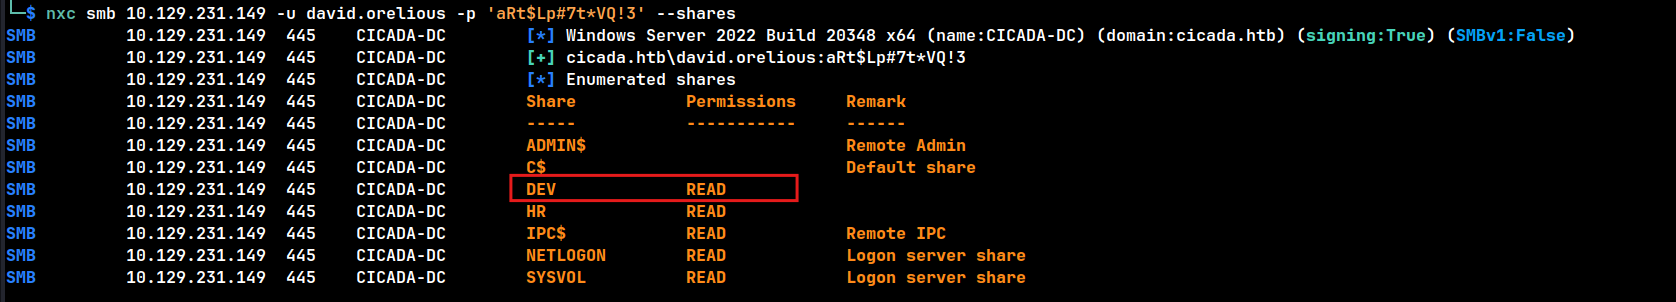 └─$ nxc smb 10.129.231.149 -u david.orelious -p 'aRt$Lp#7t*VQ!3' --shares
SMB 10.129.231.149 445 CICADA-DC [*] Windows Server 2022 Build 20348 x64 (name:CICADA-DC) (domain:cicada.htb) (signing:True) (SMBv1:False)
SMB 10.129.231.149 445 CICADA-DC [+] cicada.htb\david.orelious:aRt$Lp#7t*VQ!3
SMB 10.129.231.149 445 CICADA-DC [*] Enumerated shares
SMB 10.129.231.149 445 CICADA-DC Share Permissions Remark
SMB 10.129.231.149 445 CICADA-DC ----- ----------- ------
SMB 10.129.231.149 445 CICADA-DC ADMIN$ Remote Admin
SMB 10.129.231.149 445 CICADA-DC C$ Default share
SMB 10.129.231.149 445 CICADA-DC DEV READ
SMB 10.129.231.149 445 CICADA-DC HR READ
SMB 10.129.231.149 445 CICADA-DC IPC$ READ Remote IPC
SMB 10.129.231.149 445 CICADA-DC NETLOGON READ Logon server share
SMB 10.129.231.149 445 CICADA-DC SYSVOL READ Logon server share